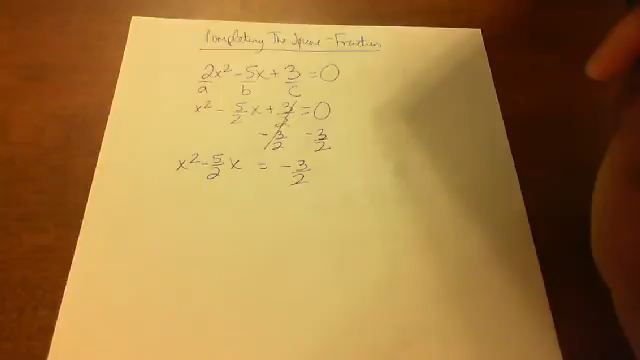 Completing The Square - Fractions
2x² - 5x + 3 = 0
a b c
x² - 5/2 x + 3/2 = 0
- 3/2 - 3/2
x² - 5/2 x = - 3/2